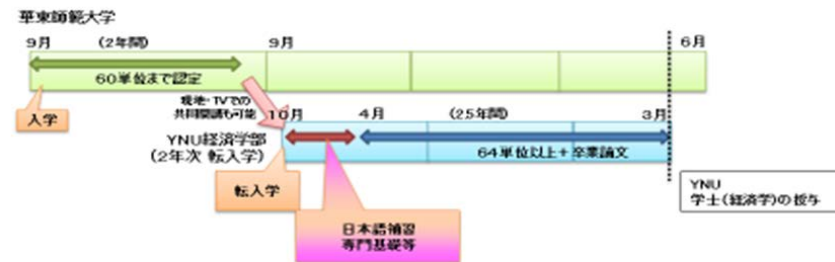 華東師範大学
9月 (2年間) 9月 6月
60単位まで認定
入学
現地・TVでの
共同開講も可能
10月 4月 (2.5年間) 3月
YNU経済学部
(2年次 転入学)
64単位以上+卒業論文
転入学
日本語補習
専門基礎等
YNU
学士(経済学)の授与